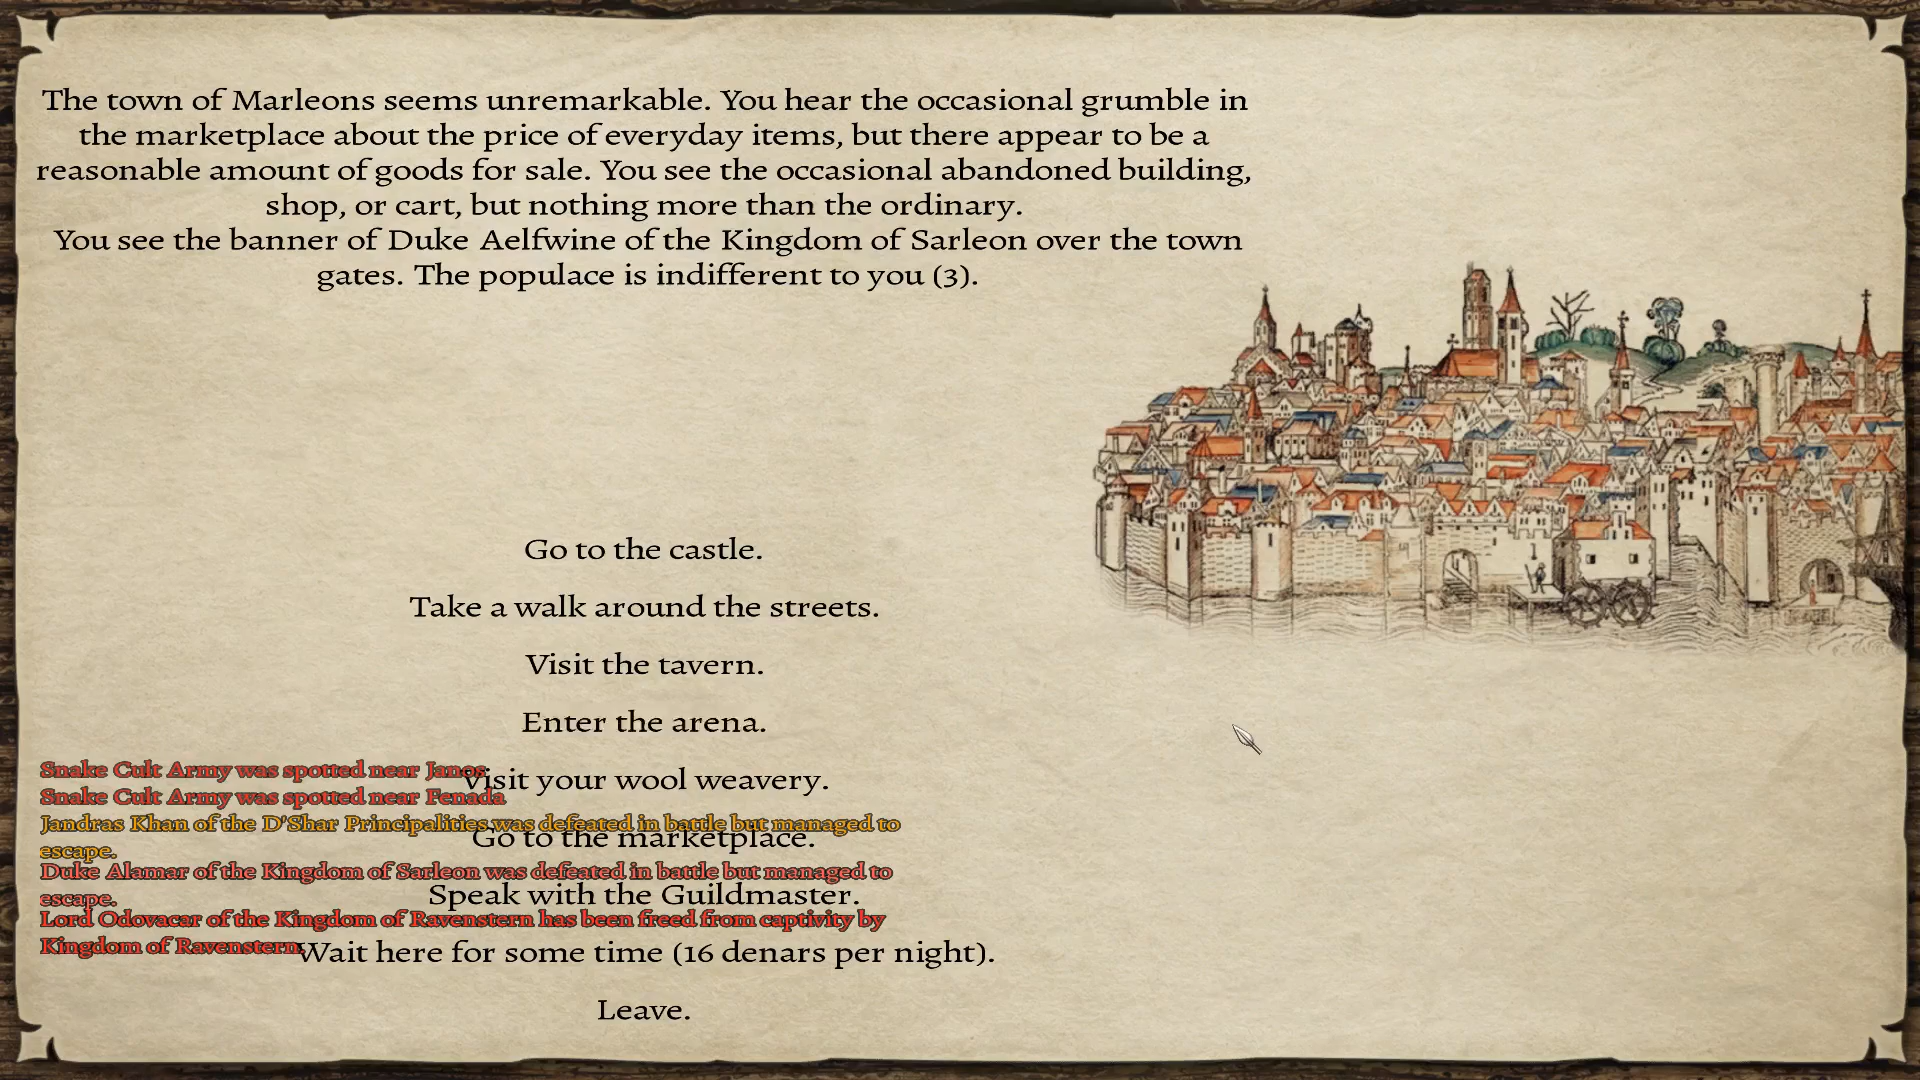 The town of Marleons seems unremarkable. You hear the occasional grumble in
the marketplace about the price of everyday items, but there appear to be a
reasonable amount of goods for sale. You see the occasional abandoned building,
shop, or cart, but nothing more than the ordinary.
You see the banner of Duke Aelfwine of the Kingdom of Sarleon over the town
gates. The populace is indifferent to you (3).
Go to the castle.
Take a walk around the streets.
Visit the tavern.
Enter the arena.
Snake Cult Army was spotted near Janos
Visit your wool weavery.
Snake Cult Army was spotted near Fenada
Jandras Khan of the D'Shar Principalities was defeated in battle but managed to
escape.
Go to the marketplace.
Duke Alamar of the Kingdom of Sarleon was defeated in battle but managed to
escape.
Speak with the Guildmaster.
Lord Odovacar of the Kingdom of Ravenstern has been freed from captivity by
Kingdom of Ravenstern.
Wait here for some time (16 denars per night).
Leave.